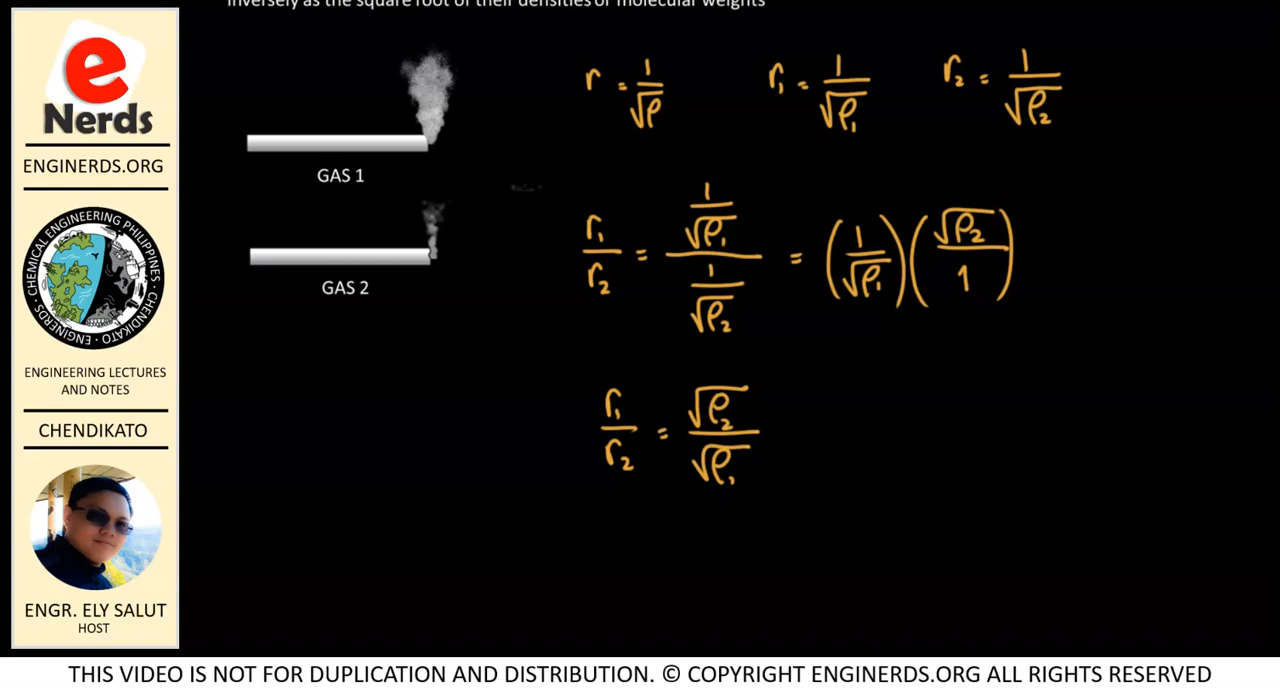 inversely as the square root of their densities or molecular weights
e
Nerds
ENGINERDS.ORG
CHEMICAL ENGINEERING PHILIPPINES · CHENDIKATO · ENGINERDS ·
ENGINEERING LECTURES
AND NOTES
CHENDIKATO
ENGR. ELY SALUT
HOST
GAS 1
GAS 2
r = 1/√ρ r₁ = 1/√ρ₁ r₂ = 1/√ρ₂
r₁/r₂ = (1/√ρ₁)/(1/√ρ₂) = (1/√ρ₁)(√ρ₂/1)
r₁/r₂ = √ρ₂/√ρ₁
THIS VIDEO IS NOT FOR DUPLICATION AND DISTRIBUTION. © COPYRIGHT ENGINERDS.ORG ALL RIGHTS RESERVED